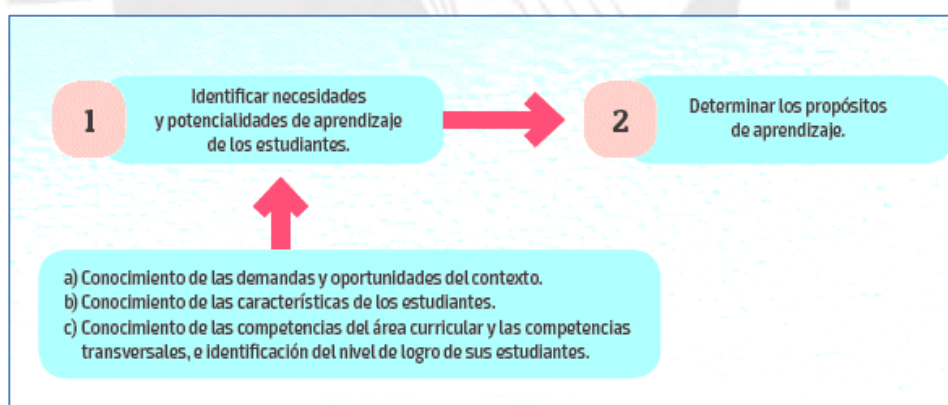 1
Identificar necesidades
y potencialidades de aprendizaje
de los estudiantes.
2
Determinar los propósitos
de aprendizaje.
a) Conocimiento de las demandas y oportunidades del contexto.
b) Conocimiento de las características de los estudiantes.
c) Conocimiento de las competencias del área curricular y las competencias
transversales, e identificación del nivel de logro de sus estudiantes.